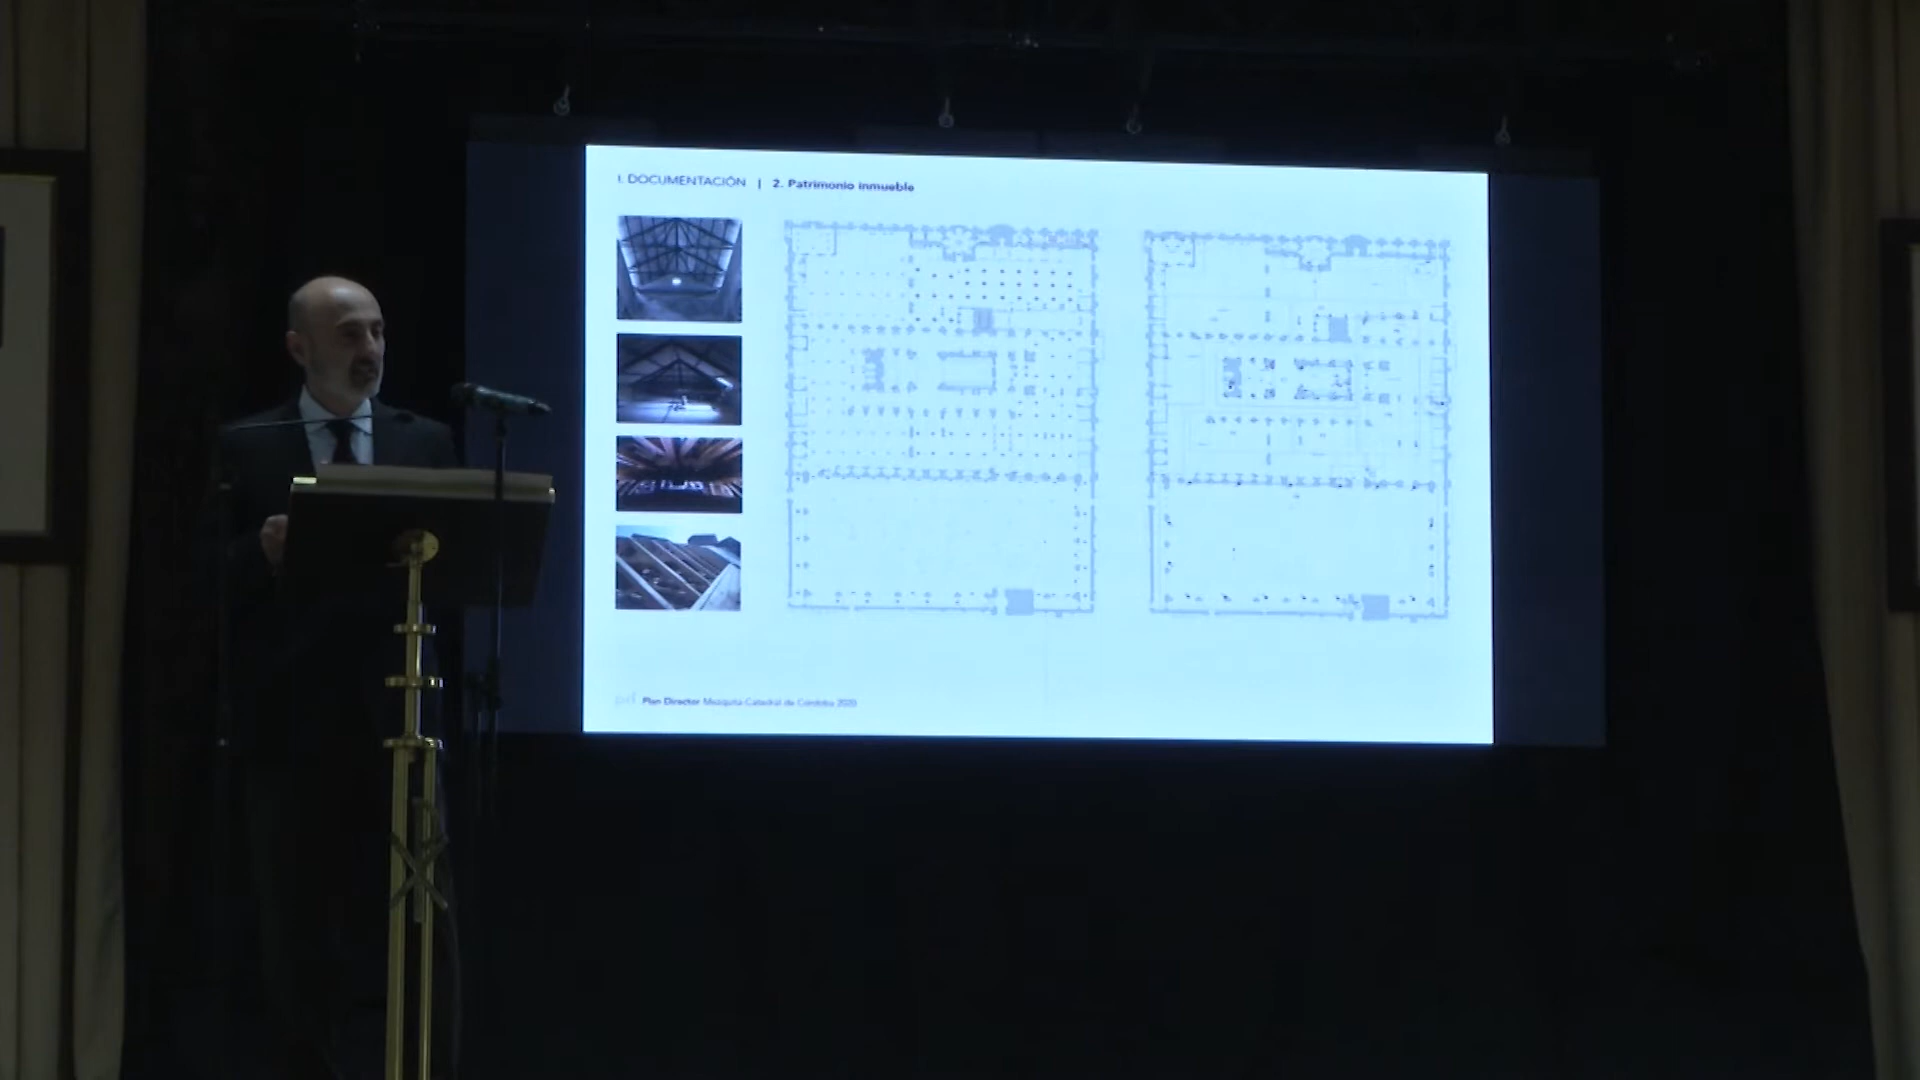 I. DOCUMENTACIÓN | 2. Patrimonio inmueble
Plan Director Mezquita Catedral de Córdoba 2020